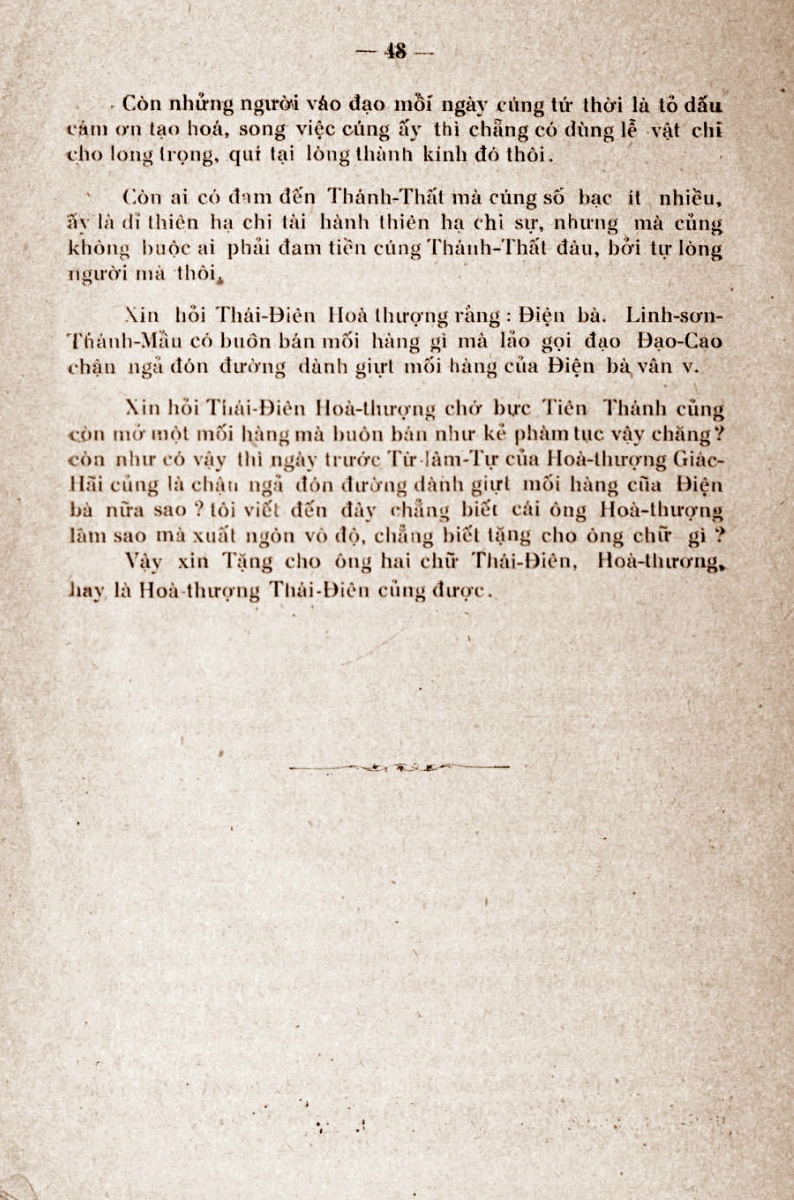 — 48 —
Còn những người váo đạo mỗi ngày cúng tứ thời là tỏ dấu
cám ơn tạo hoá, song việc cúng ấy thì chẳng có dùng lễ vật chi
cho long trọng, qui tại lòng thành kính đó thôi.
Còn ai có đam đến Thánh-Thất mà cúng số bạc ít nhiều,
ấy là dỉ thiên hạ chi tài hành thiên hạ chi sự, nhưng mà củng
không buộc ai phải đam tiền cúng Thánh-Thất đâu, bởi tự lòng
người mà thôi.
Xin hỏi Thái-Điên Hoà thượng rằng : Điện bà. Linh-sơn-
Thánh-Mẩu có buôn bán mối hàng gì mà lảo gọi đạo Đạo-Cao
chận ngả đón đường dành giựt mối hàng của Điện bà vân v.
Xin hỏi Thái-Điên Hoà-thượng chớ bực Tiên Thánh củng
còn mở một mối hàng mà buôn bán như kẻ phàm tục vậy chăng?
còn như có vậy thì ngày trước Từ-lâm-Tự của Hoà-thượng Giác-
Hãi củng là chận ngả đón đường dành giựt mối hàng cũa Điện
bà nữa sao ? tôi viết đến đây chẳng biết cái ông Hoà-thượng
làm sao mà xuất ngôn vô độ, chẳng biết tặng cho ông chữ gì ?
Vậy xin Tặng cho ông hai chữ Thái-Điên, Hoà-thương,
hay là Hoà-thượng Thái-Điên củng được.